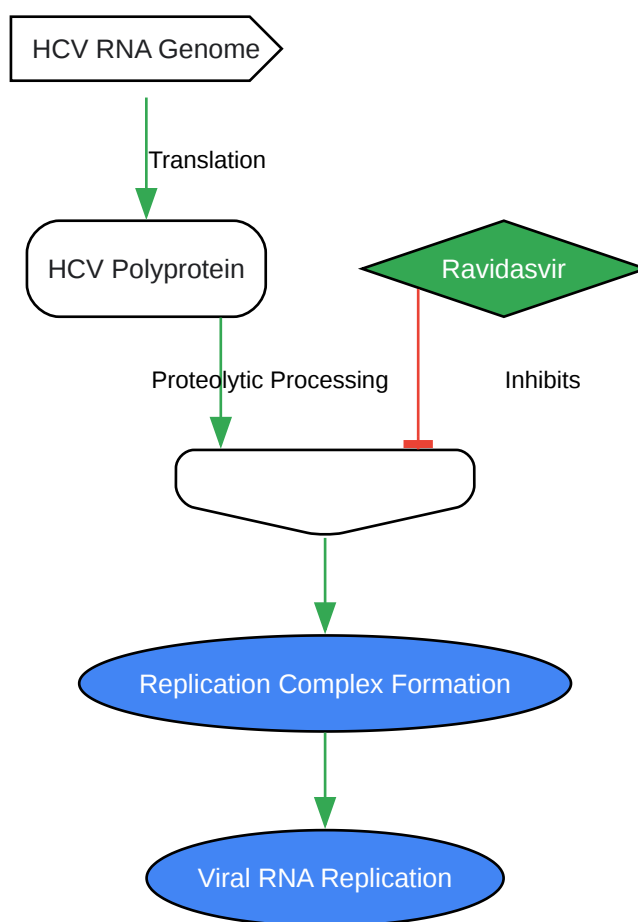 HCV RNA Genome
Translation
HCV Polyprotein
Ravidasvir
Proteolytic Processing
Inhibits
Replication Complex Formation
Viral RNA Replication